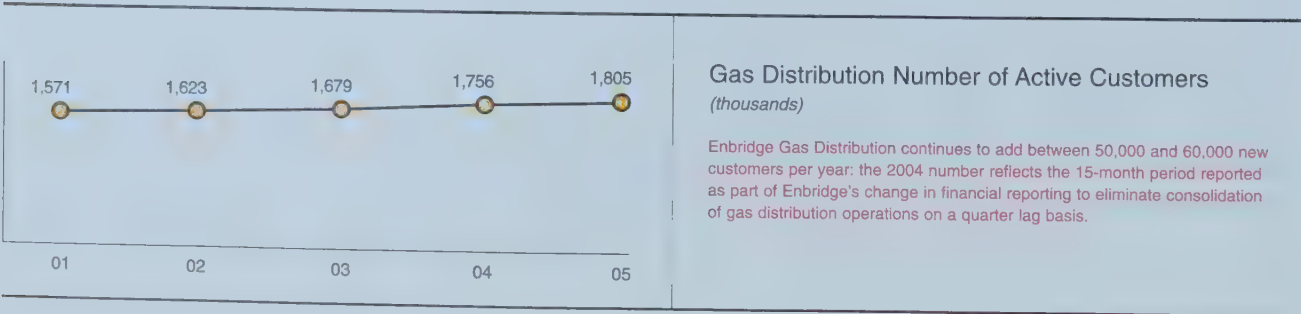 1,571 1,623 1,679 1,756 1,805
01 02 03 04 05
Gas Distribution Number of Active Customers
(thousands)
Enbridge Gas Distribution continues to add between 50,000 and 60,000 new
customers per year: the 2004 number reflects the 15-month period reported
as part of Enbridge's change in financial reporting to eliminate consolidation
of gas distribution operations on a quarter lag basis.